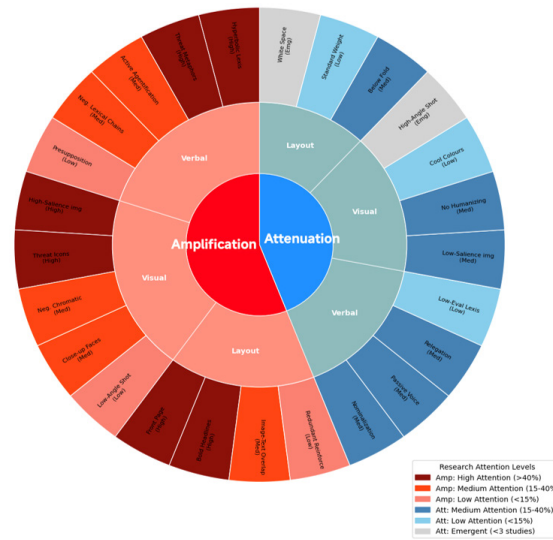 Amplification
Attenuation
Verbal
Visual
Layout
Layout
Visual
Verbal
Hyperbolic Lexis
(High)
Threat Metaphors
(High)
Active Agentification
(Med)
Neg. Lexical Chains
(Med)
Presupposition
(Low)
High-Salience img
(High)
Threat Icons
(High)
Neg. Chromatic
(Med)
Close-up Faces
(Med)
Low-Angle Shot
(Low)
Front Page
(High)
Bold Headlines
(High)
Image-Text Overlap
(Med)
Redundant Reinforce
(Low)
Nominalization
(Med)
Passive Voice
(Med)
Relegation
(Med)
Low-Eval Lexis
(Low)
Low-Salience img
(Med)
No Humanizing
(Med)
Cool Colours
(Low)
High-Angle Shot
(Emg)
Below Fold
(Med)
Standard Weight
(Low)
White Space
(Emg)
Research Attention Levels
Amp: High Attention (>40%)
Amp: Medium Attention (15-40%
Amp: Low Attention (<15%)
Att: Medium Attention (15-40%)
Att: Low Attention (<15%)
Att: Emergent (<3 studies)